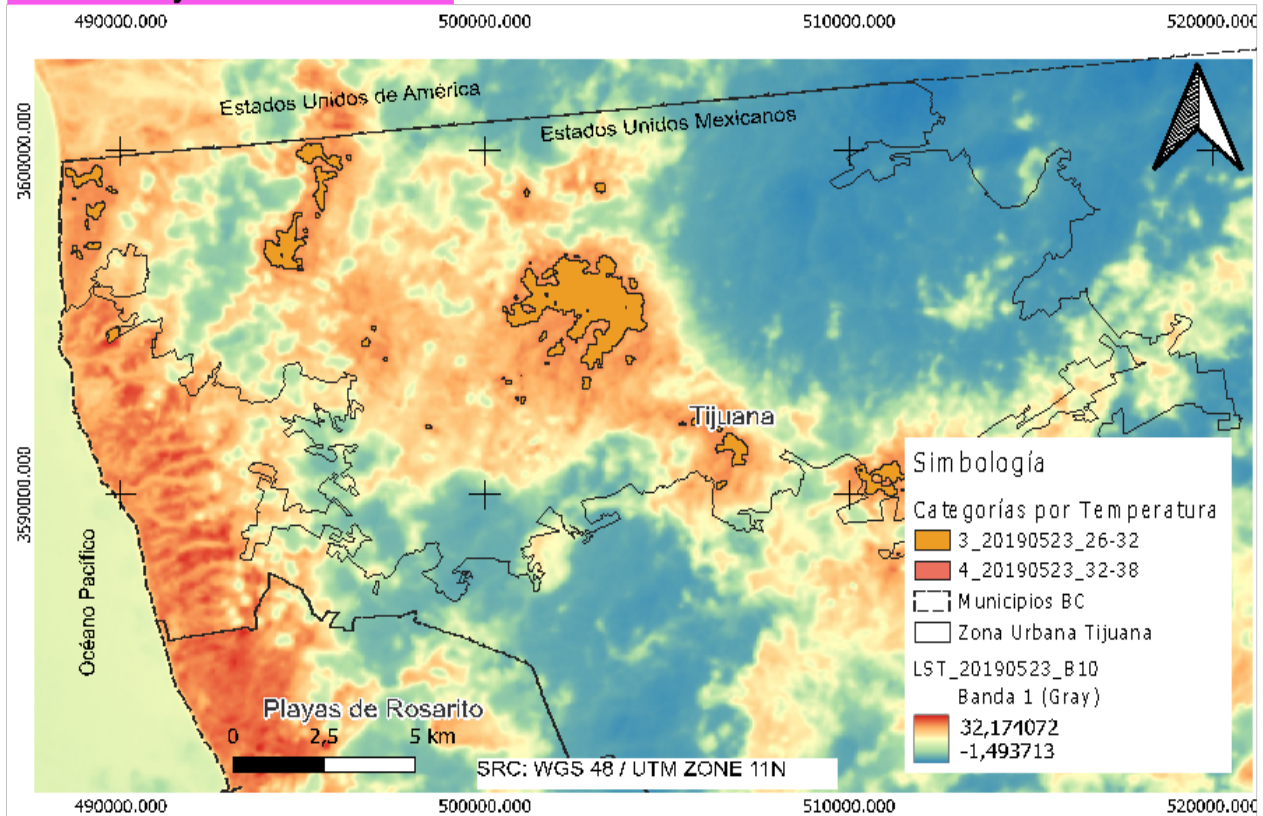 490000.000 500000.000 510000.000 520000.000
3600000.000
Estados Unidos de América
Estados Unidos Mexicanos
Tijuana
3590000.000
Océano Pacífico
Simbología
Categorías por Temperatura
3_20190523_26-32
4_20190523_32-38
Municipios BC
Zona Urbana Tijuana
LST_20190523_B10
Banda 1 (Gray)
32,174072
-1,493713
Playas de Rosarito
0 2,5 5 km
SRC: WGS 48 / UTM ZONE 11N
490000.000 500000.000 510000.000 520000.000